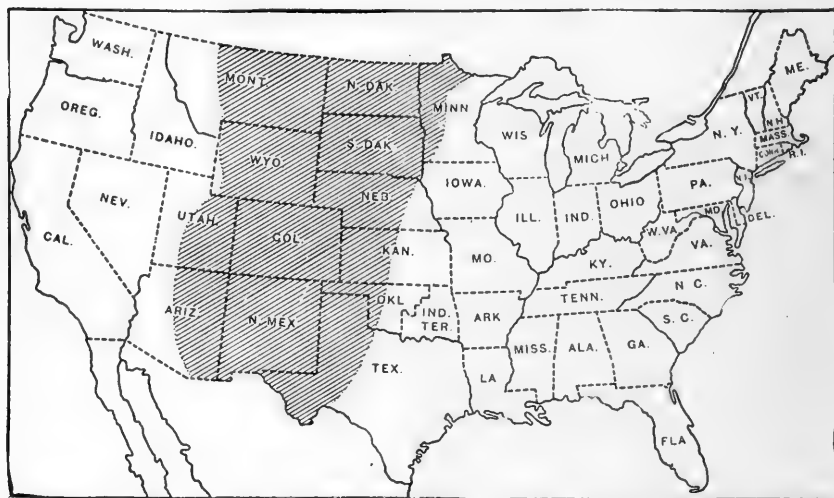 WASH.
MONT.
N. DAK
MINN
ME.
OREG.
IDAHO.
WIS
VT.
N.H
N.Y.
MASS.
CONN
R.I.
WYO.
S. DAK
MICH
NEV.
NEB.
IOWA.
PA.
N.J.
CAL.
UTAH.
COL.
ILL.
IND.
OHIO
MD.
DEL.
W.VA.
VA.
KAN.
MO.
KY.
ARIZ.
N. MEX
OKL
IND.
TER.
ARK
TENN.
N C.
S. C.
TEX.
LA
MISS.
ALA.
GA.
FLA